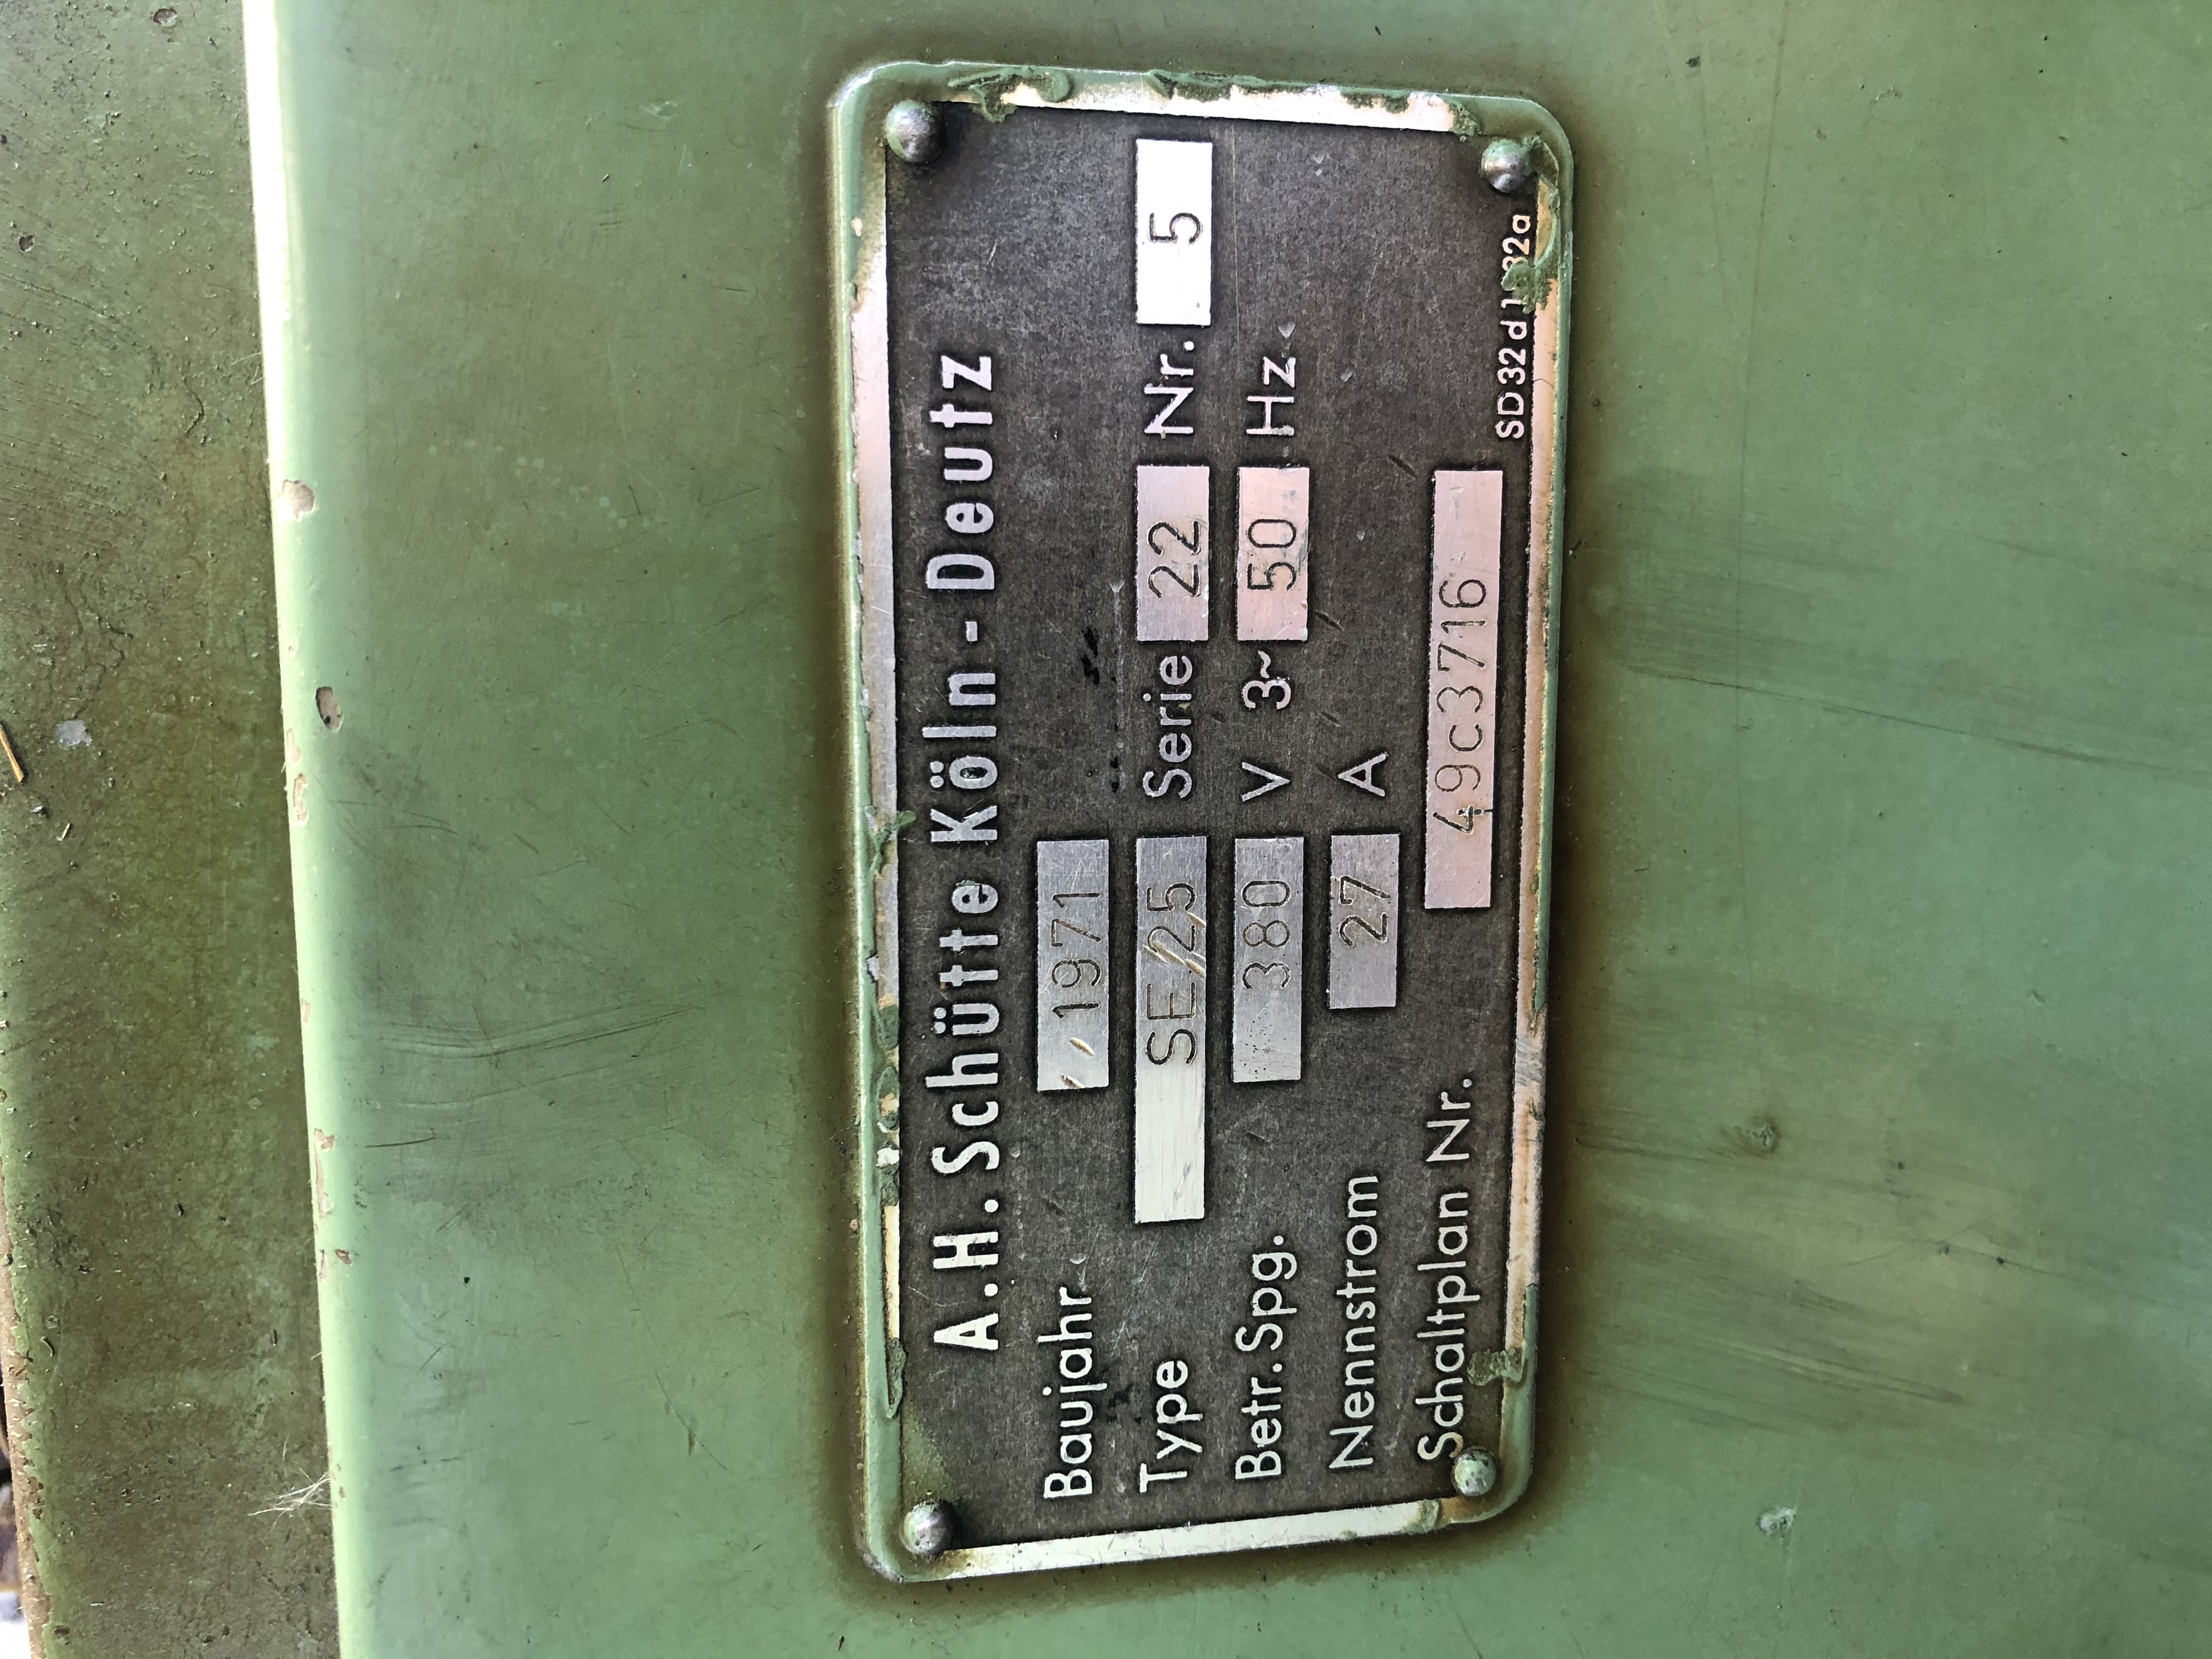 A.H.Schütte Köln-Deutz
Baujahr 1971
Type SE 25 Serie 22 Nr. 5
Betr.Spg. 380 V 3~ 50 Hz
Nennstrom 27 A
Schaltplan Nr. 49c3716
SD32d